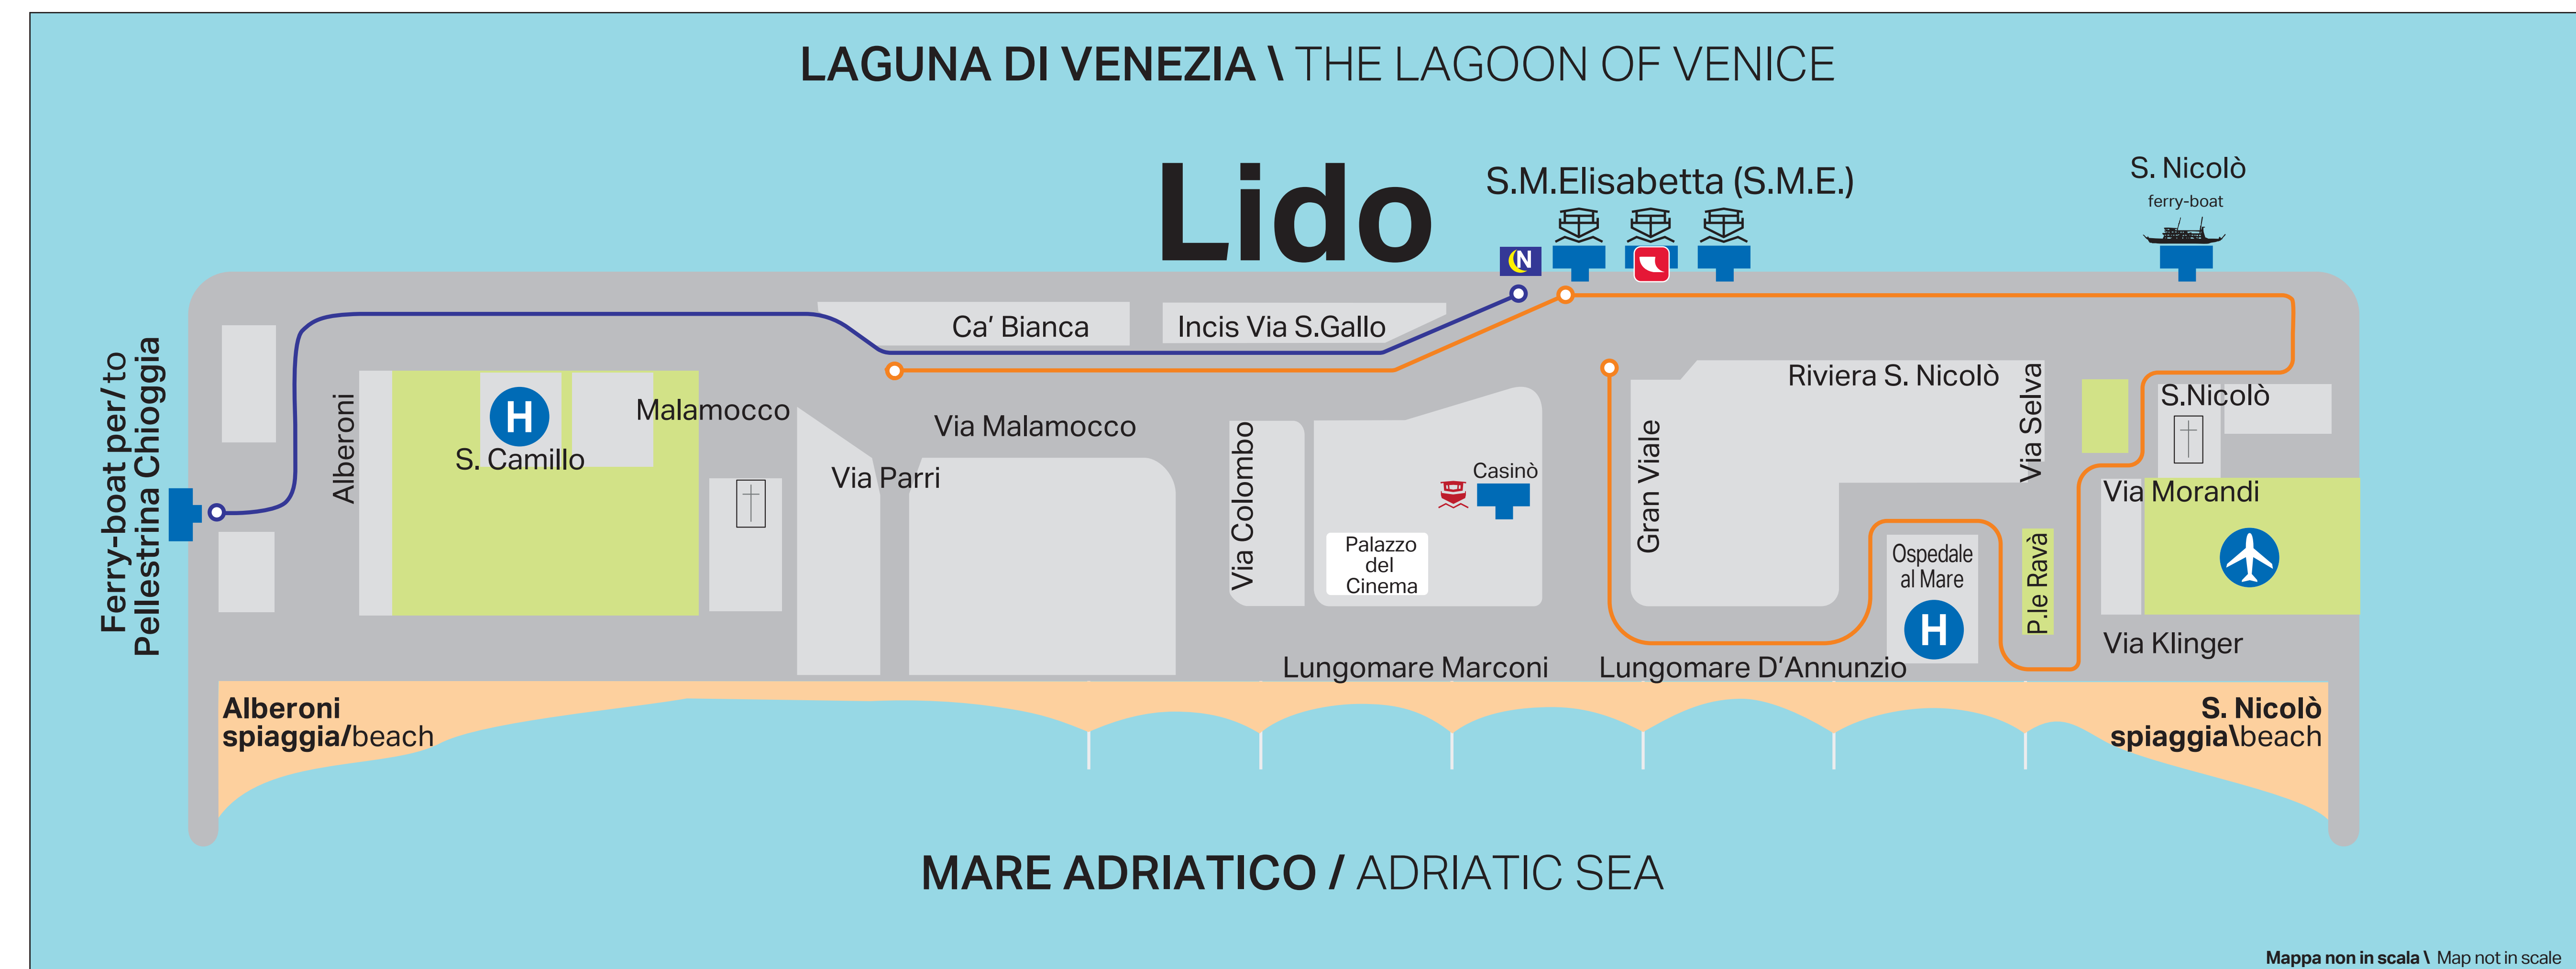 LAGUNA DI VENEZIA \ THE LAGOON OF VENICE
Lido
S.M.Elisabetta (S.M.E.)
S. Nicolò
ferry-boat
N
Ca' Bianca
Incis Via S.Gallo
Ferry-boat per/to
Pellestrina Chioggia
Alberoni
H
S. Camillo
Malamocco
Via Malamocco
Via Parri
Via Colombo
Casinò
Palazzo
del
Cinema
Gran Viale
Riviera S. Nicolò
Via Selva
S.Nicolò
Via Morandi
Ospedale
al Mare
H
P.le Ravà
Via Klinger
Lungomare Marconi
Lungomare D'Annunzio
Alberoni
spiaggia/beach
S. Nicolò
spiaggia\beach
MARE ADRIATICO / ADRIATIC SEA
Mappa non in scala \ Map not in scale